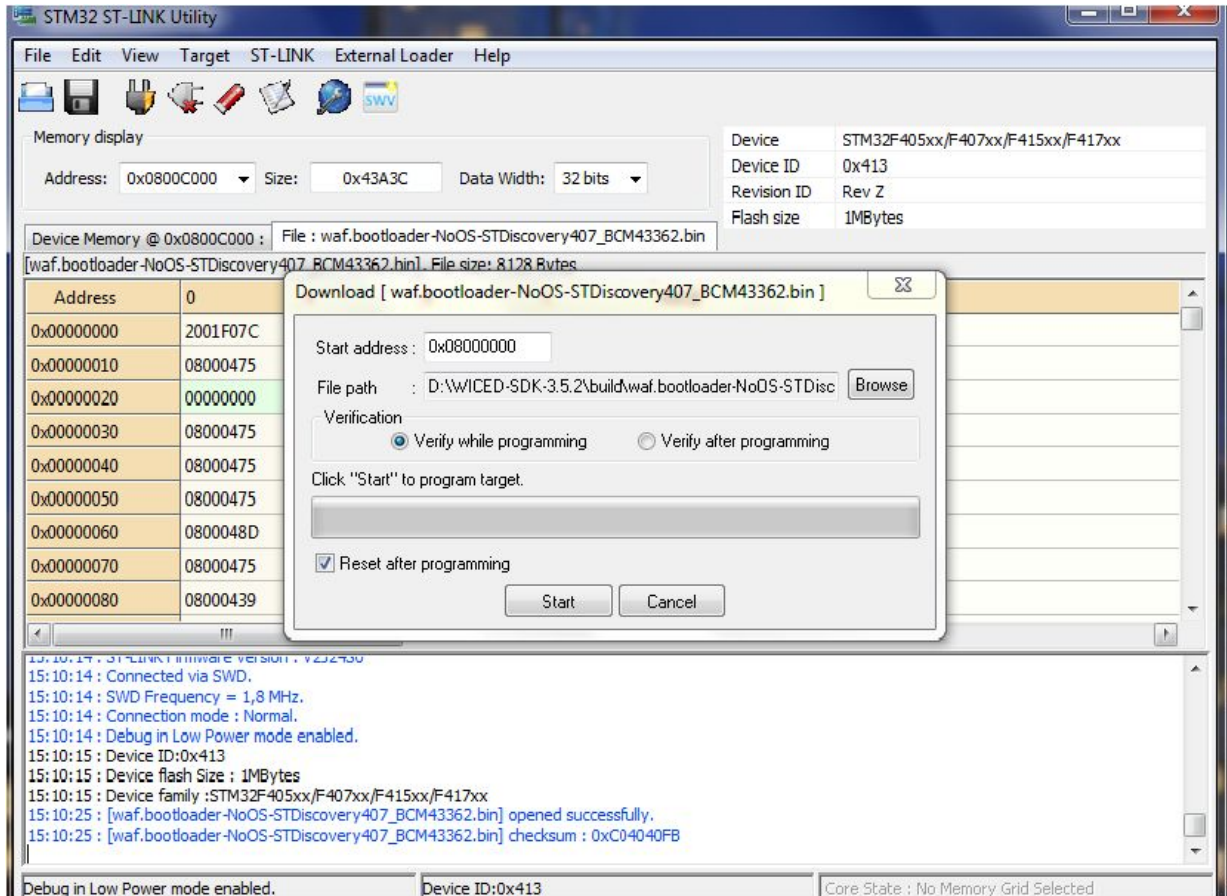 STM32 ST-LINK Utility
File Edit View Target ST-LINK External Loader Help
SWV
Memory display
Address: 0x0800C000 Size: 0x43A3C Data Width: 32 bits
Device STM32F405xx/F407xx/F415xx/F417xx
Device ID 0x413
Revision ID Rev Z
Flash size 1MBytes
Device Memory @ 0x0800C000 : File : waf.bootloader-NoOS-STDiscovery407_BCM43362.bin
[waf.bootloader-NoOS-STDiscovery407_BCM43362.bin], File size: 8128 Bytes
Address 0
0x00000000 2001F07C
0x00000010 08000475
0x00000020 00000000
0x00000030 08000475
0x00000040 08000475
0x00000050 08000475
0x00000060 0800048D
0x00000070 08000475
0x00000080 08000439
Download [ waf.bootloader-NoOS-STDiscovery407_BCM43362.bin ]
Start address : 0x08000000
File path : D:\WICED-SDK-3.5.2\build\waf.bootloader-NoOS-STDisc Browse
Verification
Verify while programming Verify after programming
Click "Start" to program target.
Reset after programming
Start Cancel
15:10:14 : ST-LINK Firmware version : V2J24S0
15:10:14 : Connected via SWD.
15:10:14 : SWD Frequency = 1,8 MHz.
15:10:14 : Connection mode : Normal.
15:10:14 : Debug in Low Power mode enabled.
15:10:15 : Device ID:0x413
15:10:15 : Device flash Size : 1MBytes
15:10:15 : Device family :STM32F405xx/F407xx/F415xx/F417xx
15:10:25 : [waf.bootloader-NoOS-STDiscovery407_BCM43362.bin] opened successfully.
15:10:25 : [waf.bootloader-NoOS-STDiscovery407_BCM43362.bin] checksum : 0xC04040FB
Debug in Low Power mode enabled. Device ID:0x413 Core State : No Memory Grid Selected